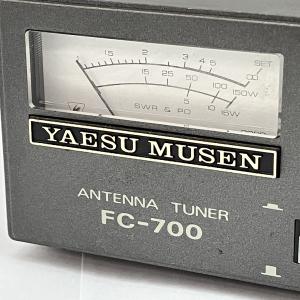 1 1.5 2 3 4 5 SET
∞
15 25 50 100 150W
5 10 15W
SWR & PO
YAESU MUSEN
ANTENNA TUNER
FC-700